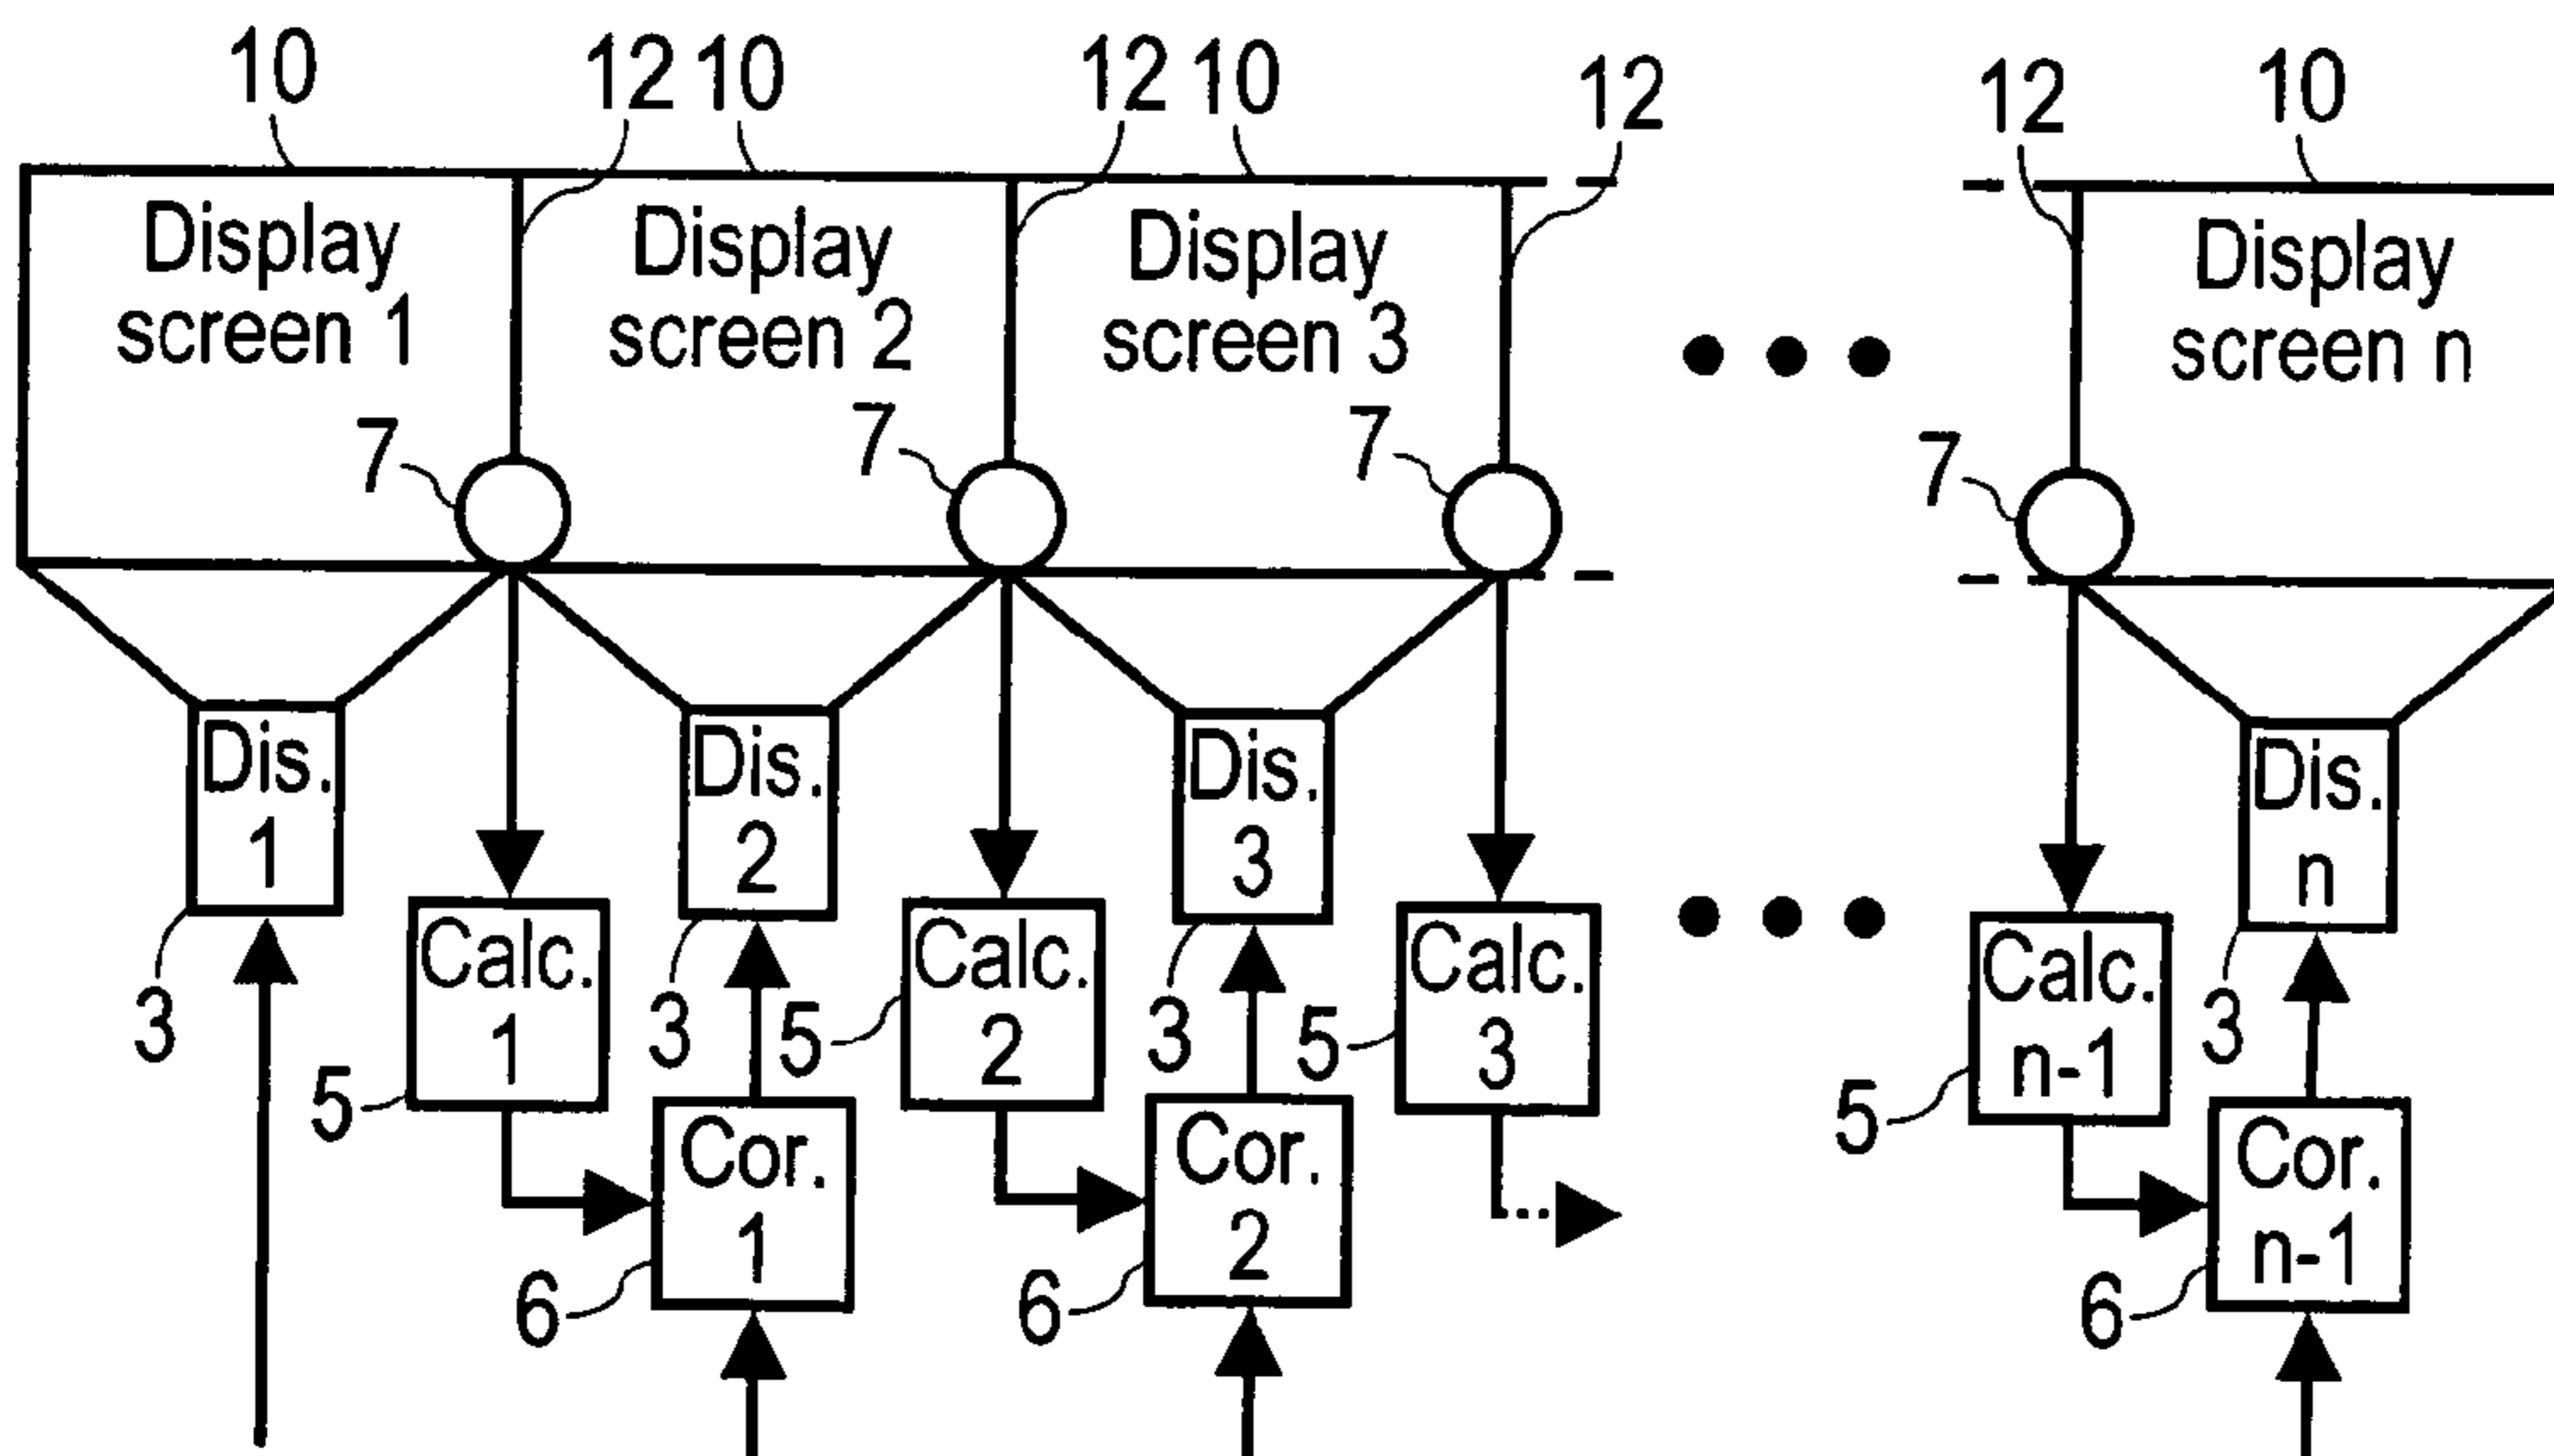 10
12
10
12
10
12
12
10
Display
screen 1
Display
screen 2
Display
screen 3
Display
screen n
7
7
7
7
Dis.
1
Dis.
2
Dis.
3
Dis.
n
3
3
3
3
Calc.
1
Calc.
2
Calc.
3
Calc.
n-1
5
5
5
5
Cor.
1
Cor.
2
Cor.
n-1
6
6
6